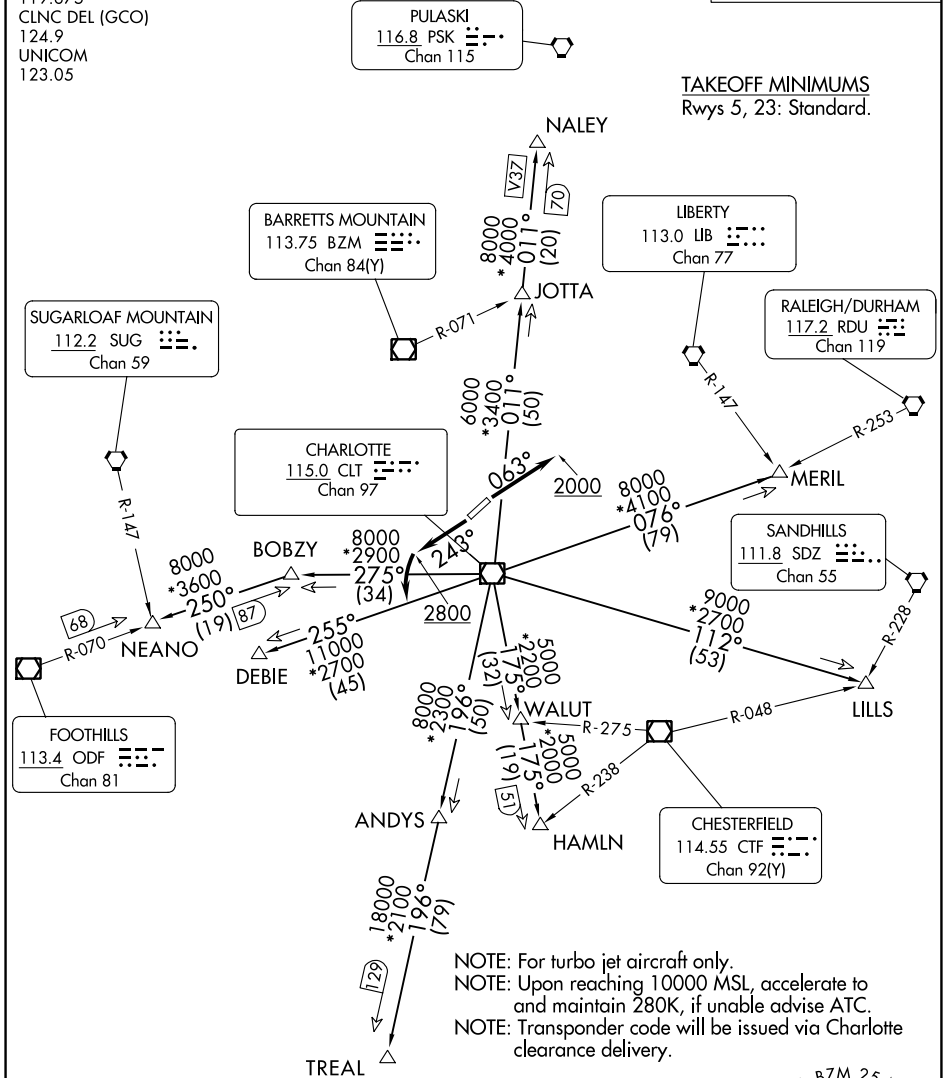 CLNC DEL (GCO)
124.9
UNICOM
123.05
PULASKI
116.8 PSK
Chan 115
TAKEOFF MINIMUMS
Rwys 5, 23: Standard.
NALEY
V37
70
8000
*4000
011°
(20)
BARRETTS MOUNTAIN
113.75 BZM
Chan 84(Y)
LIBERTY
113.0 LIB
Chan 77
JOTTA
R-071
SUGARLOAF MOUNTAIN
112.2 SUG
Chan 59
RALEIGH/DURHAM
117.2 RDU
Chan 119
R-147
R-253
6000
*3400
011°
(50)
CHARLOTTE
115.0 CLT
Chan 97
063°
2000
MERIL
8000
*4100
076°
(79)
R-147
243°
BOBZY
8000
*2900
275°
(34)
SANDHILLS
111.8 SDZ
Chan 55
8000
*3600
250°
(19)
87
2800
9000
*2700
112°
(53)
R-228
68
R-070
NEANO
255°
11000
*2700
(45)
DEBIE
5000
*2200
175°
(32)
8000
*2300
196°
(50)
WALUT
R-275
R-048
LILLS
FOOTHILLS
113.4 ODF
Chan 81
5000
*2000
175°
(19)
51
R-238
ANDYS
HAMLN
CHESTERFIELD
114.55 CTF
Chan 92(Y)
18000
*2100
196°
(79)
129
NOTE: For turbo jet aircraft only.
NOTE: Upon reaching 10000 MSL, accelerate to
and maintain 280K, if unable advise ATC.
NOTE: Transponder code will be issued via Charlotte
clearance delivery.
TREAL
BZM 25